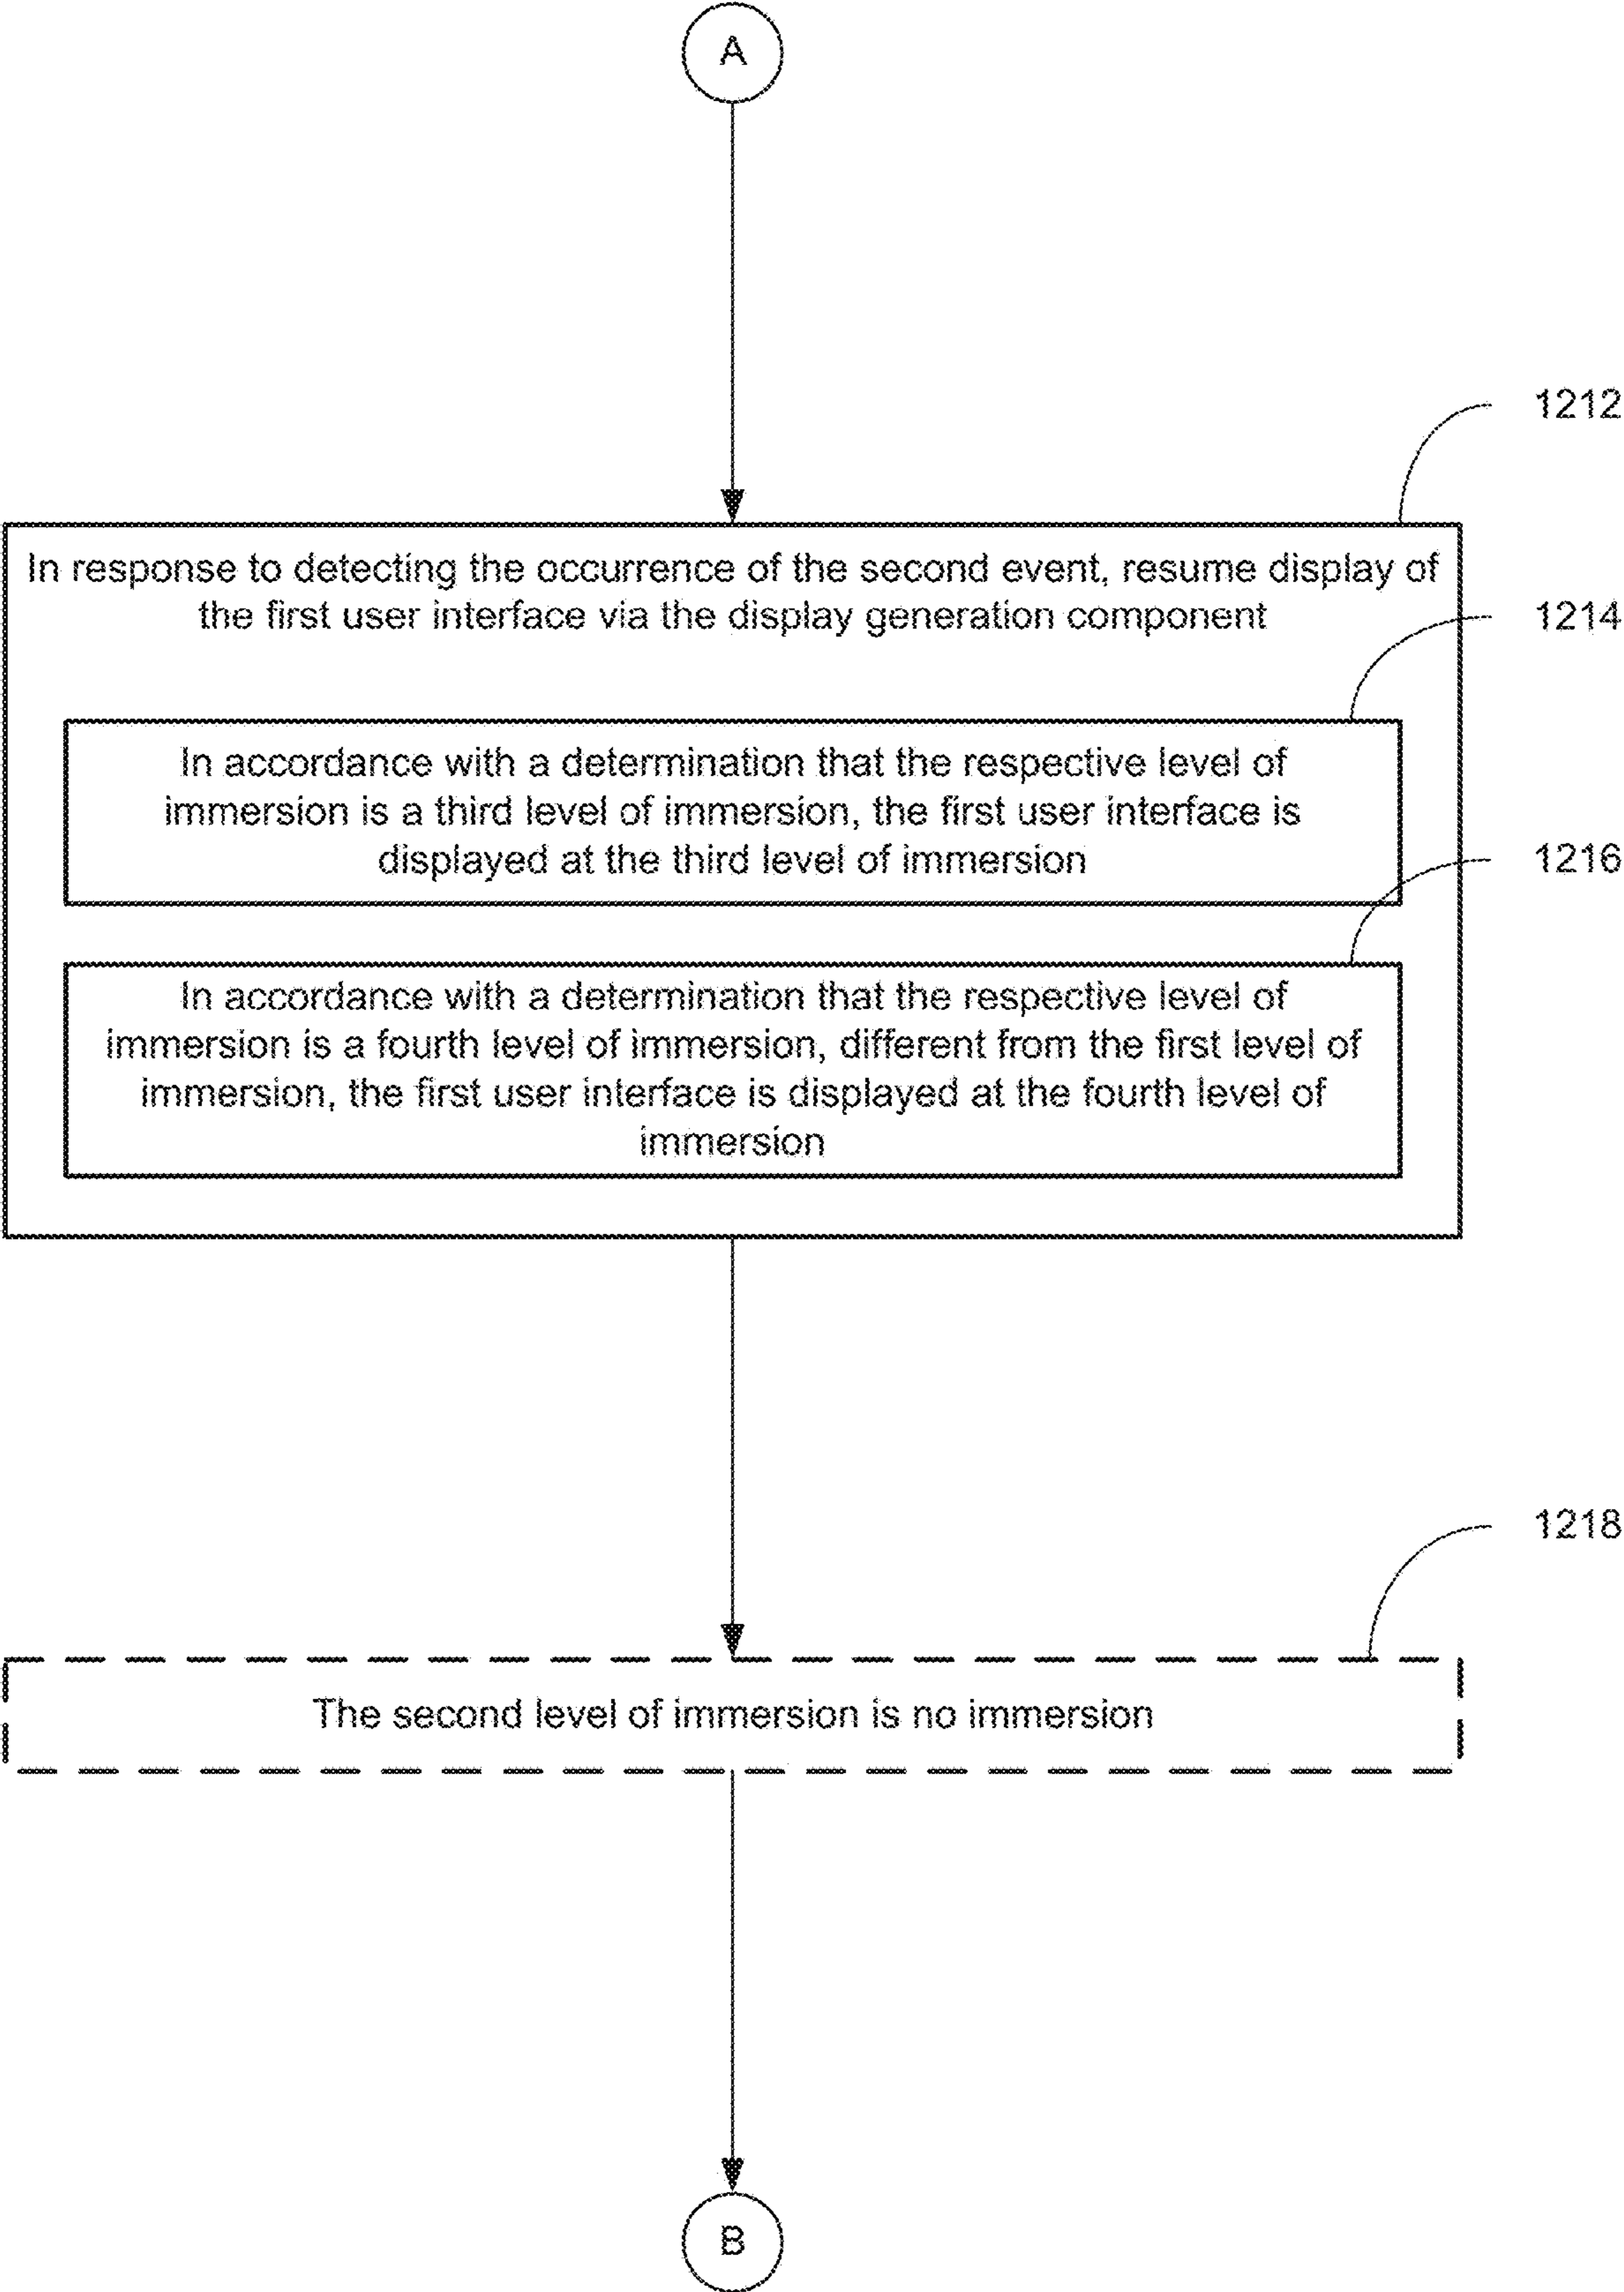 A
1212
In response to detecting the occurrence of the second event, resume display of
the first user interface via the display generation component
1214
In accordance with a determination that the respective level of
immersion is a third level of immersion, the first user interface is
displayed at the third level of immersion
1216
In accordance with a determination that the respective level of
immersion is a fourth level of immersion, different from the first level of
immersion, the first user interface is displayed at the fourth level of
immersion
1218
The second level of immersion is no immersion
B